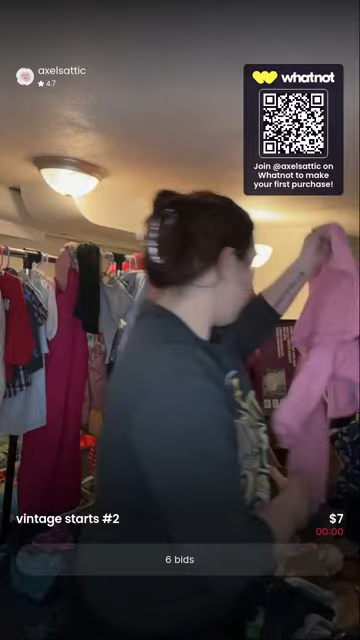 axelsattic
★ 4.7
whatnot
Join @axelsattic on
Whatnot to make
your first purchase!
vintage starts #2
$7
00:00
6 bids